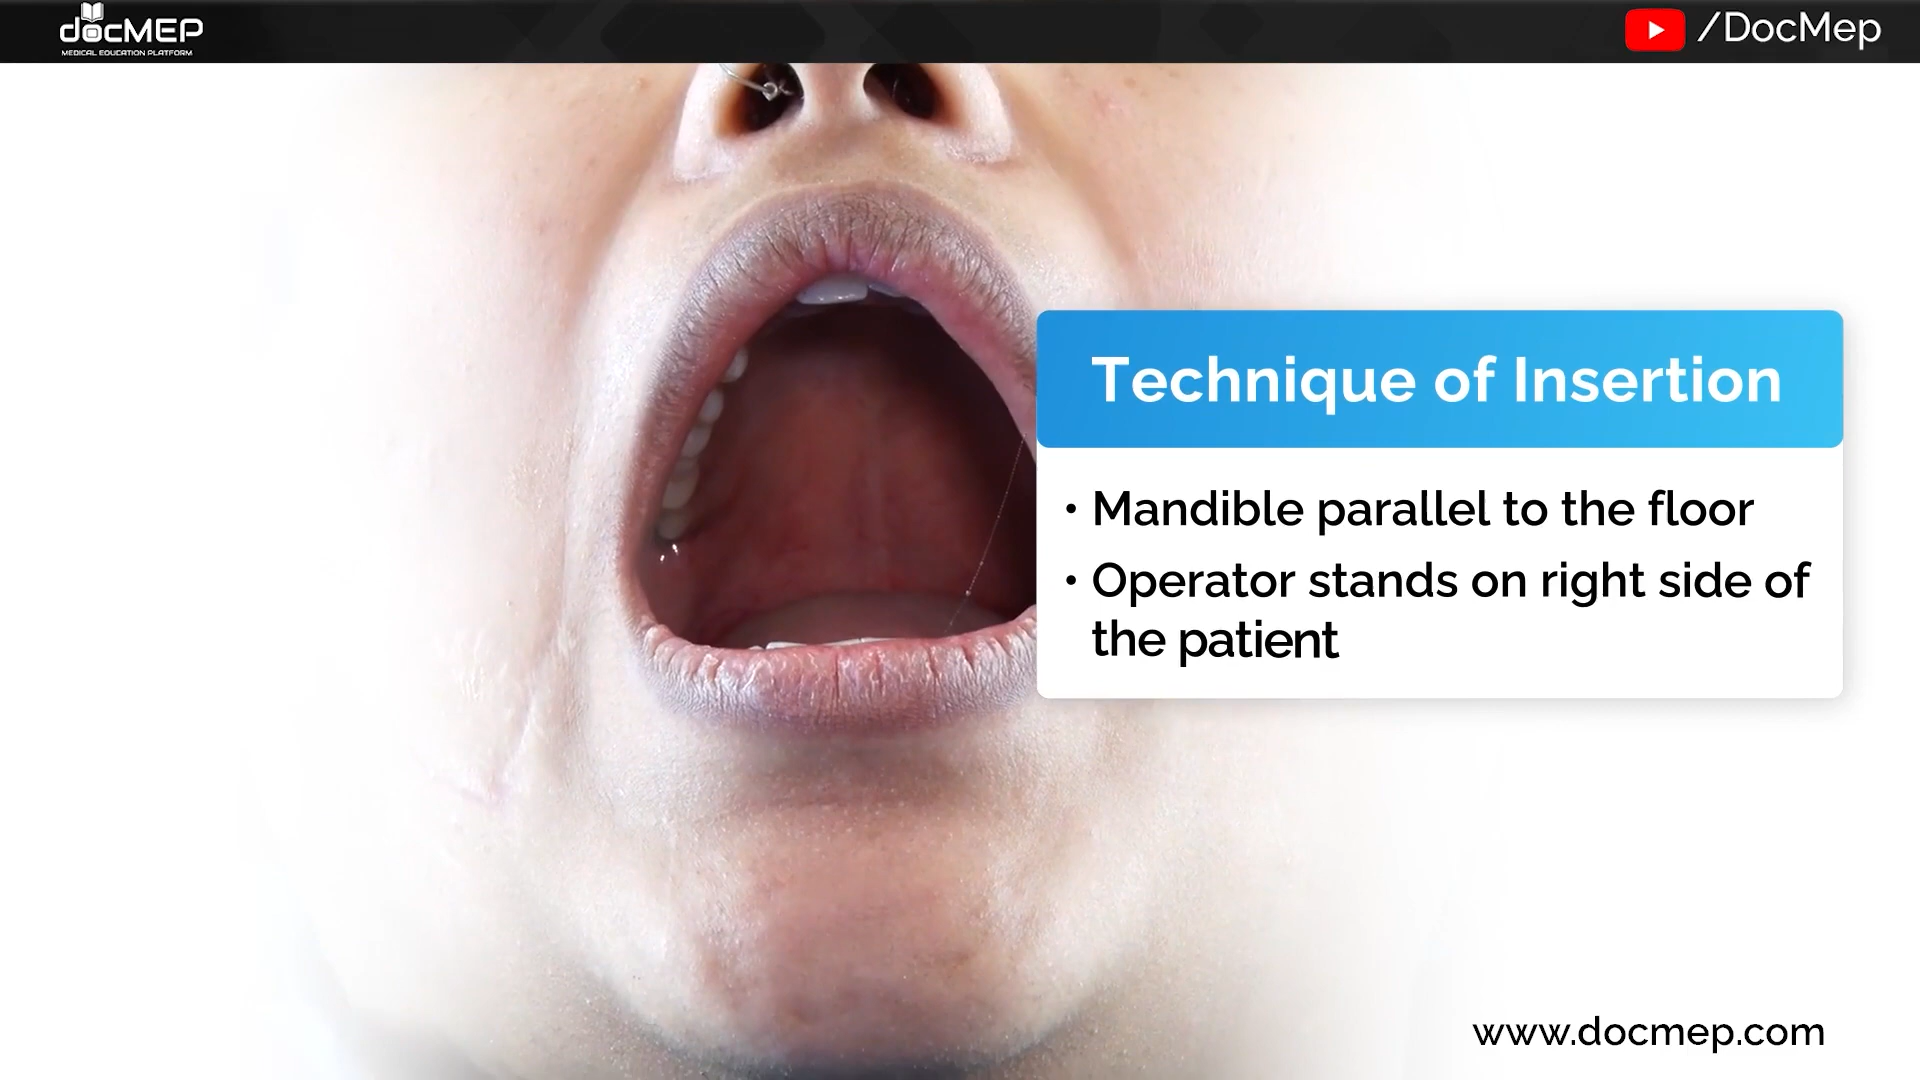 docMEP
MEDICAL EDUCATION PLATFORM
/DocMep
Technique of Insertion
• Mandible parallel to the floor
• Operator stands on right side of
the patient
www.docmep.com